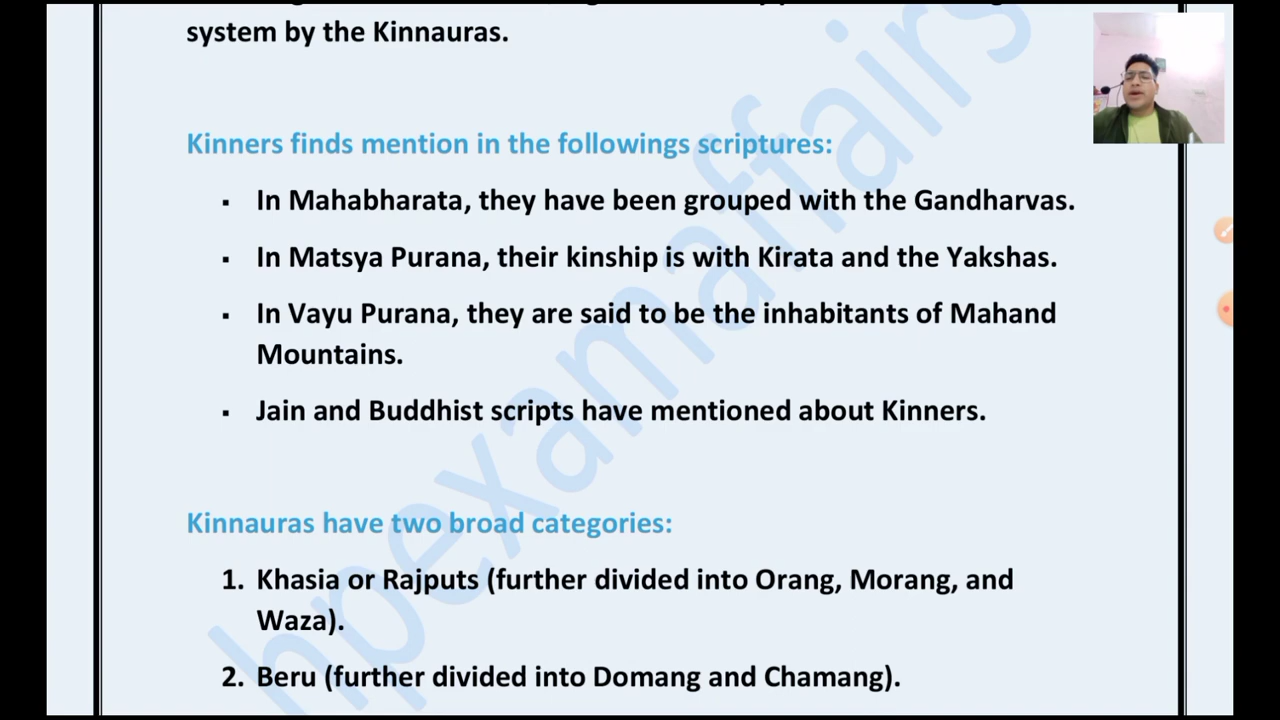 system by the Kinnauras.
Kinners finds mention in the followings scriptures:
▪ In Mahabharata, they have been grouped with the Gandharvas.
▪ In Matsya Purana, their kinship is with Kirata and the Yakshas.
▪ In Vayu Purana, they are said to be the inhabitants of Mahand
Mountains.
▪ Jain and Buddhist scripts have mentioned about Kinners.
Kinnauras have two broad categories:
1. Khasia or Rajputs (further divided into Orang, Morang, and
Waza).
2. Beru (further divided into Domang and Chamang).
hpexamaffairs